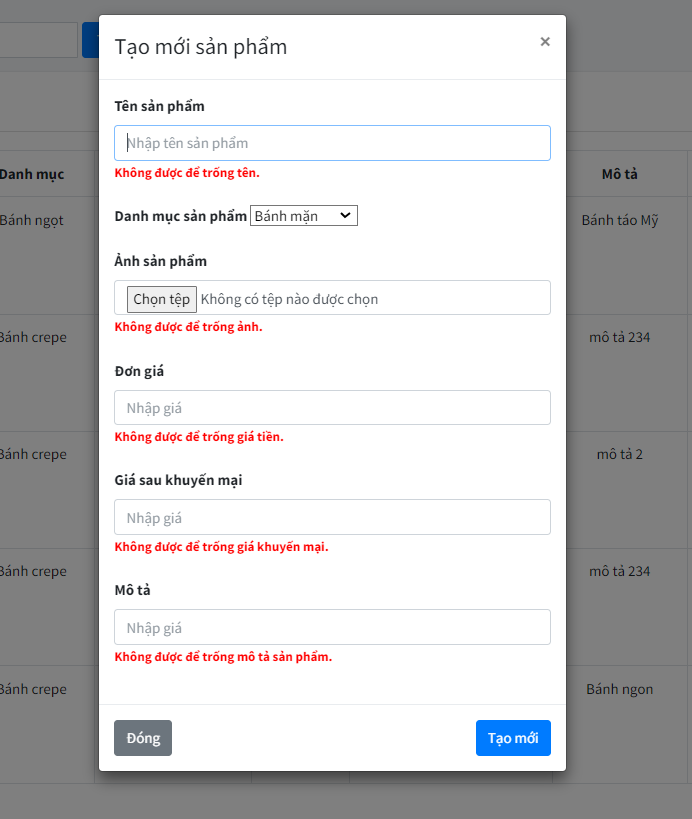 Tạo mới sản phẩm ×
Tên sản phẩm
Nhập tên sản phẩm
Không được để trống tên.
Danh mục sản phẩm Bánh mặn
Ảnh sản phẩm
Chọn tệp Không có tệp nào được chọn
Không được để trống ảnh.
Đơn giá
Nhập giá
Không được để trống giá tiền.
Giá sau khuyến mại
Nhập giá
Không được để trống giá khuyến mại.
Mô tả
Nhập giá
Không được để trống mô tả sản phẩm.
Đóng Tạo mới
Danh mục Mô tả
Bánh ngọt Bánh táo Mỹ
Bánh crepe mô tả 234
Bánh crepe mô tả 2
Bánh crepe mô tả 234
Bánh crepe Bánh ngon